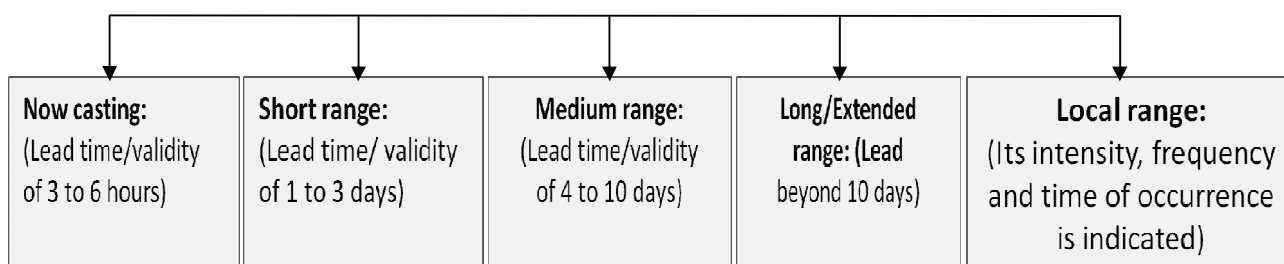 Now casting:
(Lead time/validity
of 3 to 6 hours)
Short range:
(Lead time/ validity
of 1 to 3 days)
Medium range:
(Lead time/validity
of 4 to 10 days)
Long/Extended
range: (Lead
beyond 10 days)
Local range:
(Its intensity, frequency
and time of occurrence
is indicated)